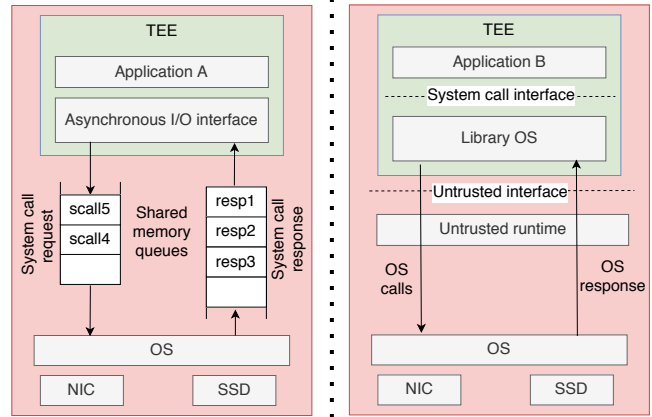 TEE
Application A
Asynchronous I/O interface
System call
request
scall5
scall4
Shared
memory
queues
resp1
resp2
resp3
System call
response
OS
NIC
SSD
TEE
Application B
System call interface
Library OS
Untrusted interface
Untrusted runtime
OS
calls
OS
response
OS
NIC
SSD